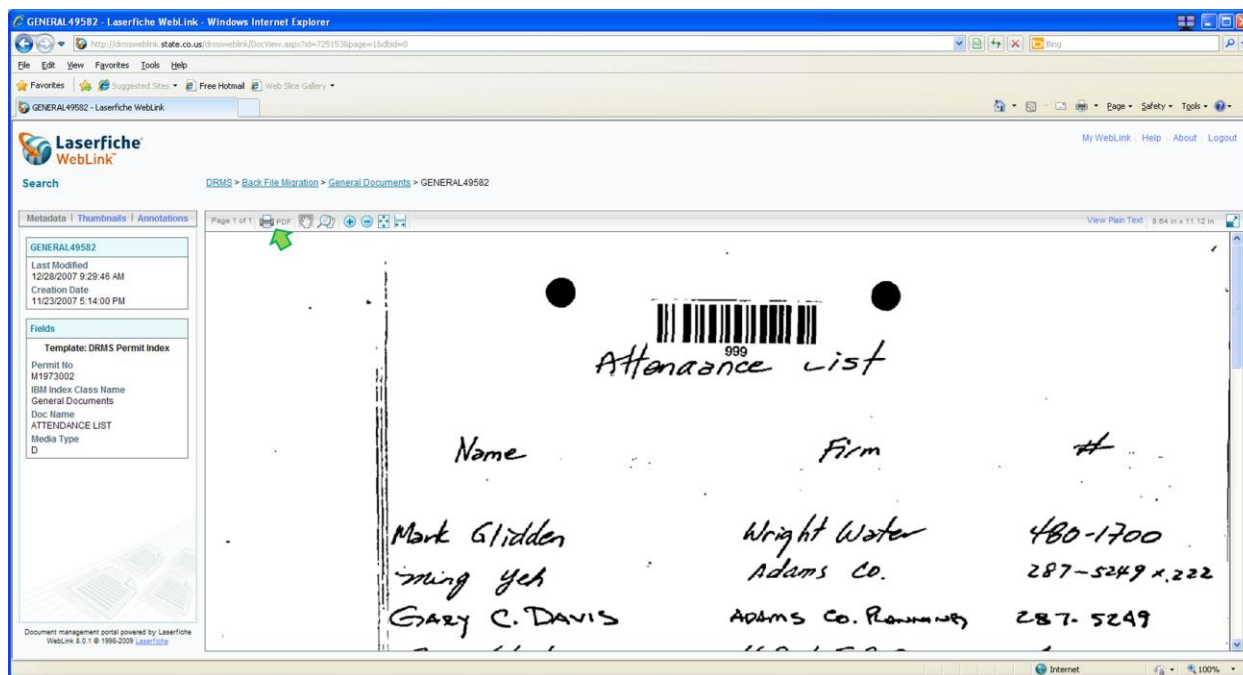 GENERAL49582 - Laserfiche WebLink - Windows Internet Explorer
http://drmsweblink.state.co.us/drmsweblink/DocView.aspx?id=725153&page=1&dbid=0
Bing
File Edit View Favorites Tools Help
Favorites Suggested Sites Free Hotmail Web Slice Gallery
GENERAL49582 - Laserfiche WebLink
Page Safety Tools
Laserfiche
WebLink
My WebLink Help About Logout
Search
DRMS > Back File Migration > General Documents > GENERAL49582
Metadata | Thumbnails | Annotations
Page 1 of 1 PDF
View Plain Text 8.64 in x 11.12 in
GENERAL49582
Last Modified
12/28/2007 9:29:46 AM
Creation Date
11/23/2007 5:14:00 PM
Fields
Template: DRMS Permit Index
Permit No
M1973002
IBM Index Class Name
General Documents
Doc Name
ATTENDANCE LIST
Media Type
D
Document management portal powered by Laserfiche
WebLink 8.0.1 © 1998-2009 Laserfiche
999
Attendance List
Name Firm #
Mark Glidden Wright Water 480-1700
ming Yeh Adams Co. 287-5249 x.222
GARY C. DAVIS ADAMS CO. PLANNING 287-5249
Internet 100%